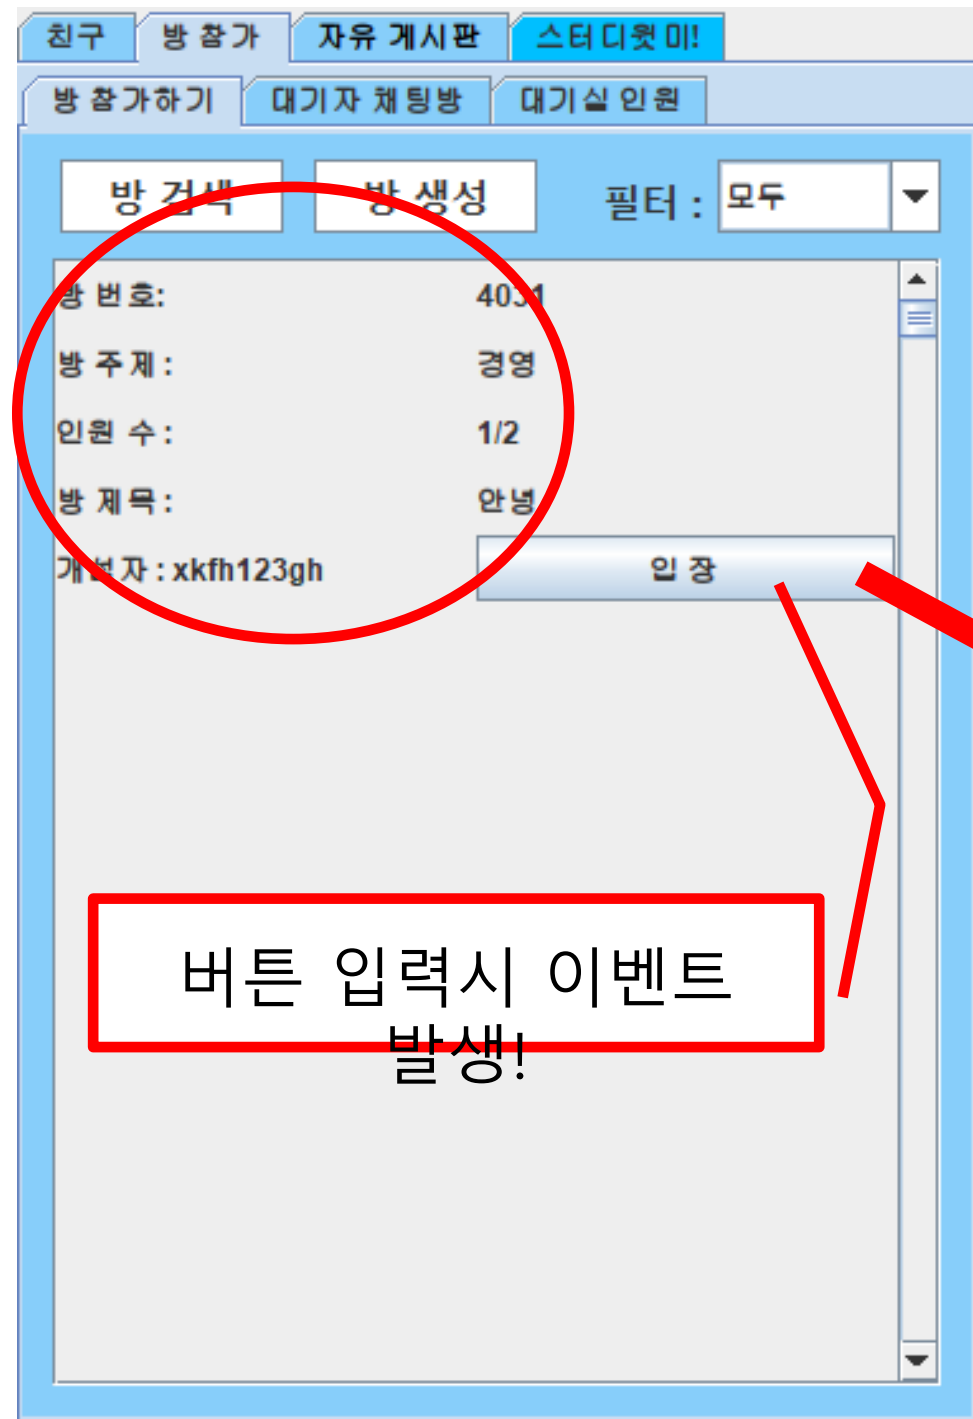 친구 방 참가 자유 게시판 스터디윗미!
방 참가하기 대기자 채팅방 대기실 인원
방 검색 방 생성 필터 : 모두
방 번호: 4031
방 주제 : 경영
인원 수 : 1/2
방 제목 : 안녕
개설자 : xkfh123gh 입장
버튼 입력시 이벤트
발생!